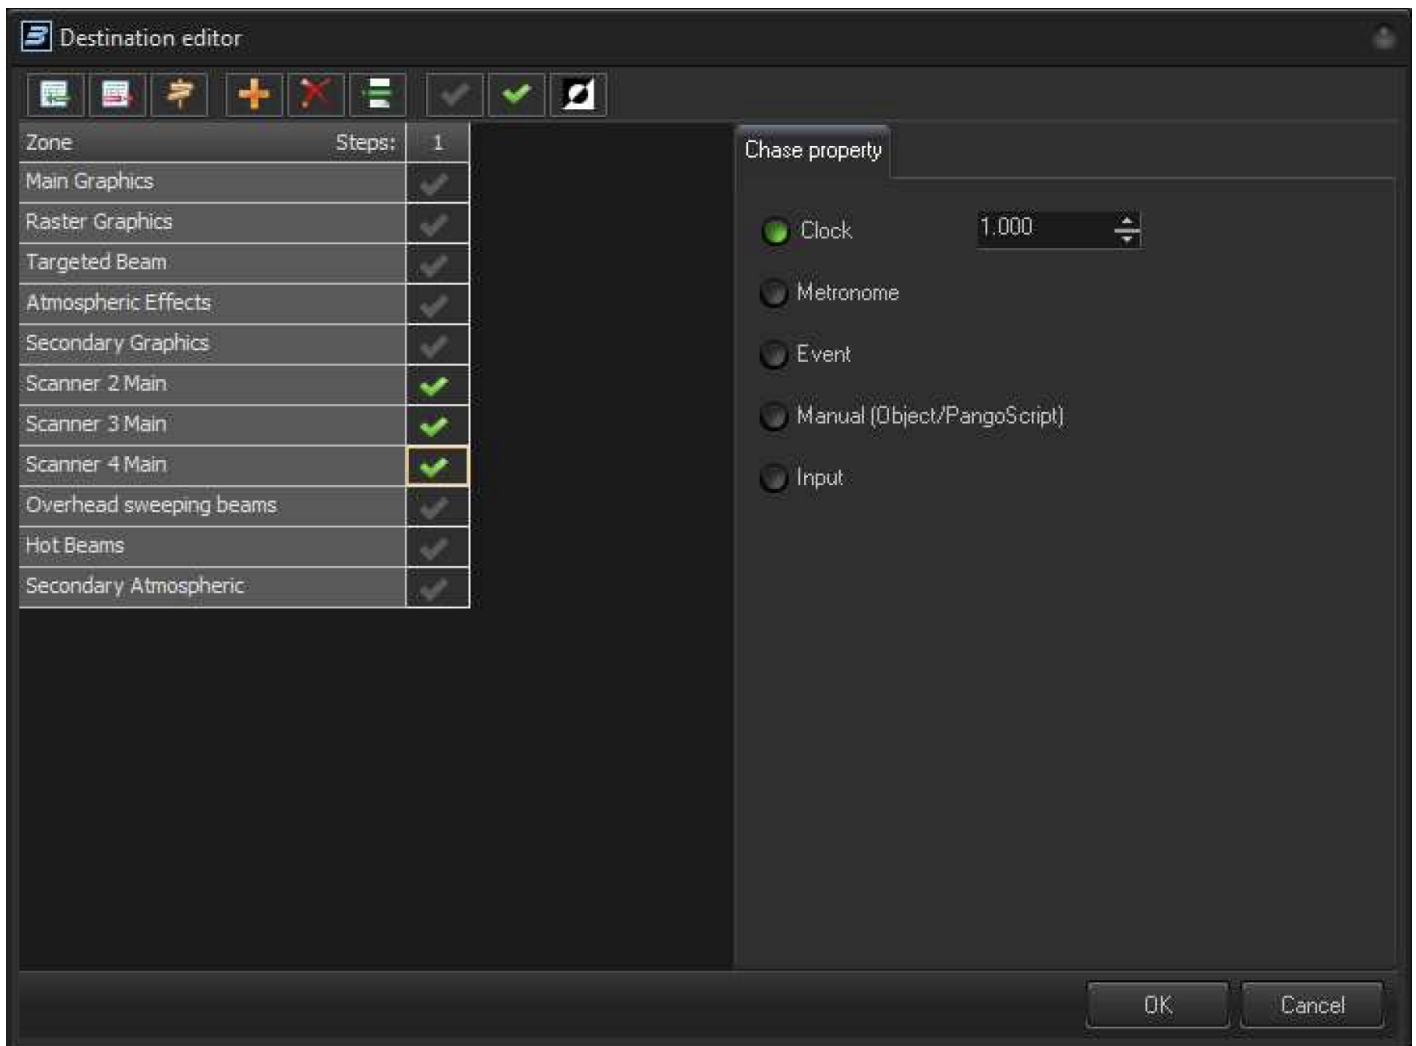 Destination editor
Zone Steps: 1
Chase property
Main Graphics
Raster Graphics
Clock 1.000
Targeted Beam
Atmospheric Effects
Metronome
Secondary Graphics
Event
Scanner 2 Main
Scanner 3 Main
Manual (Object/PangoScript)
Scanner 4 Main
Input
Overhead sweeping beams
Hot Beams
Secondary Atmospheric
OK Cancel